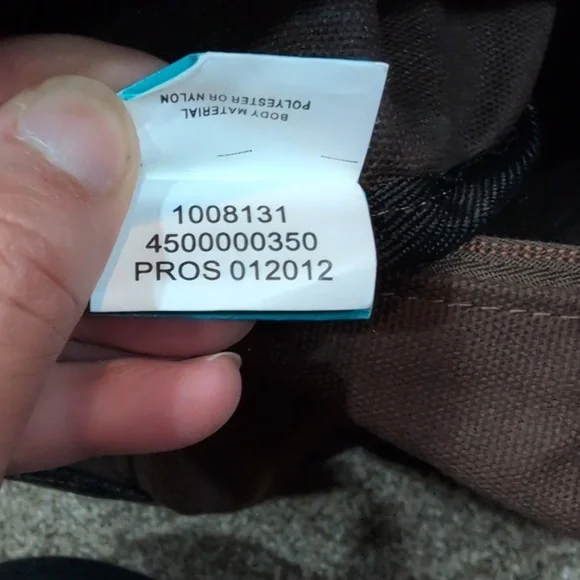 BODY MATERIAL
POLYESTER OR NYLON
1008131
4500000350
PROS 012012